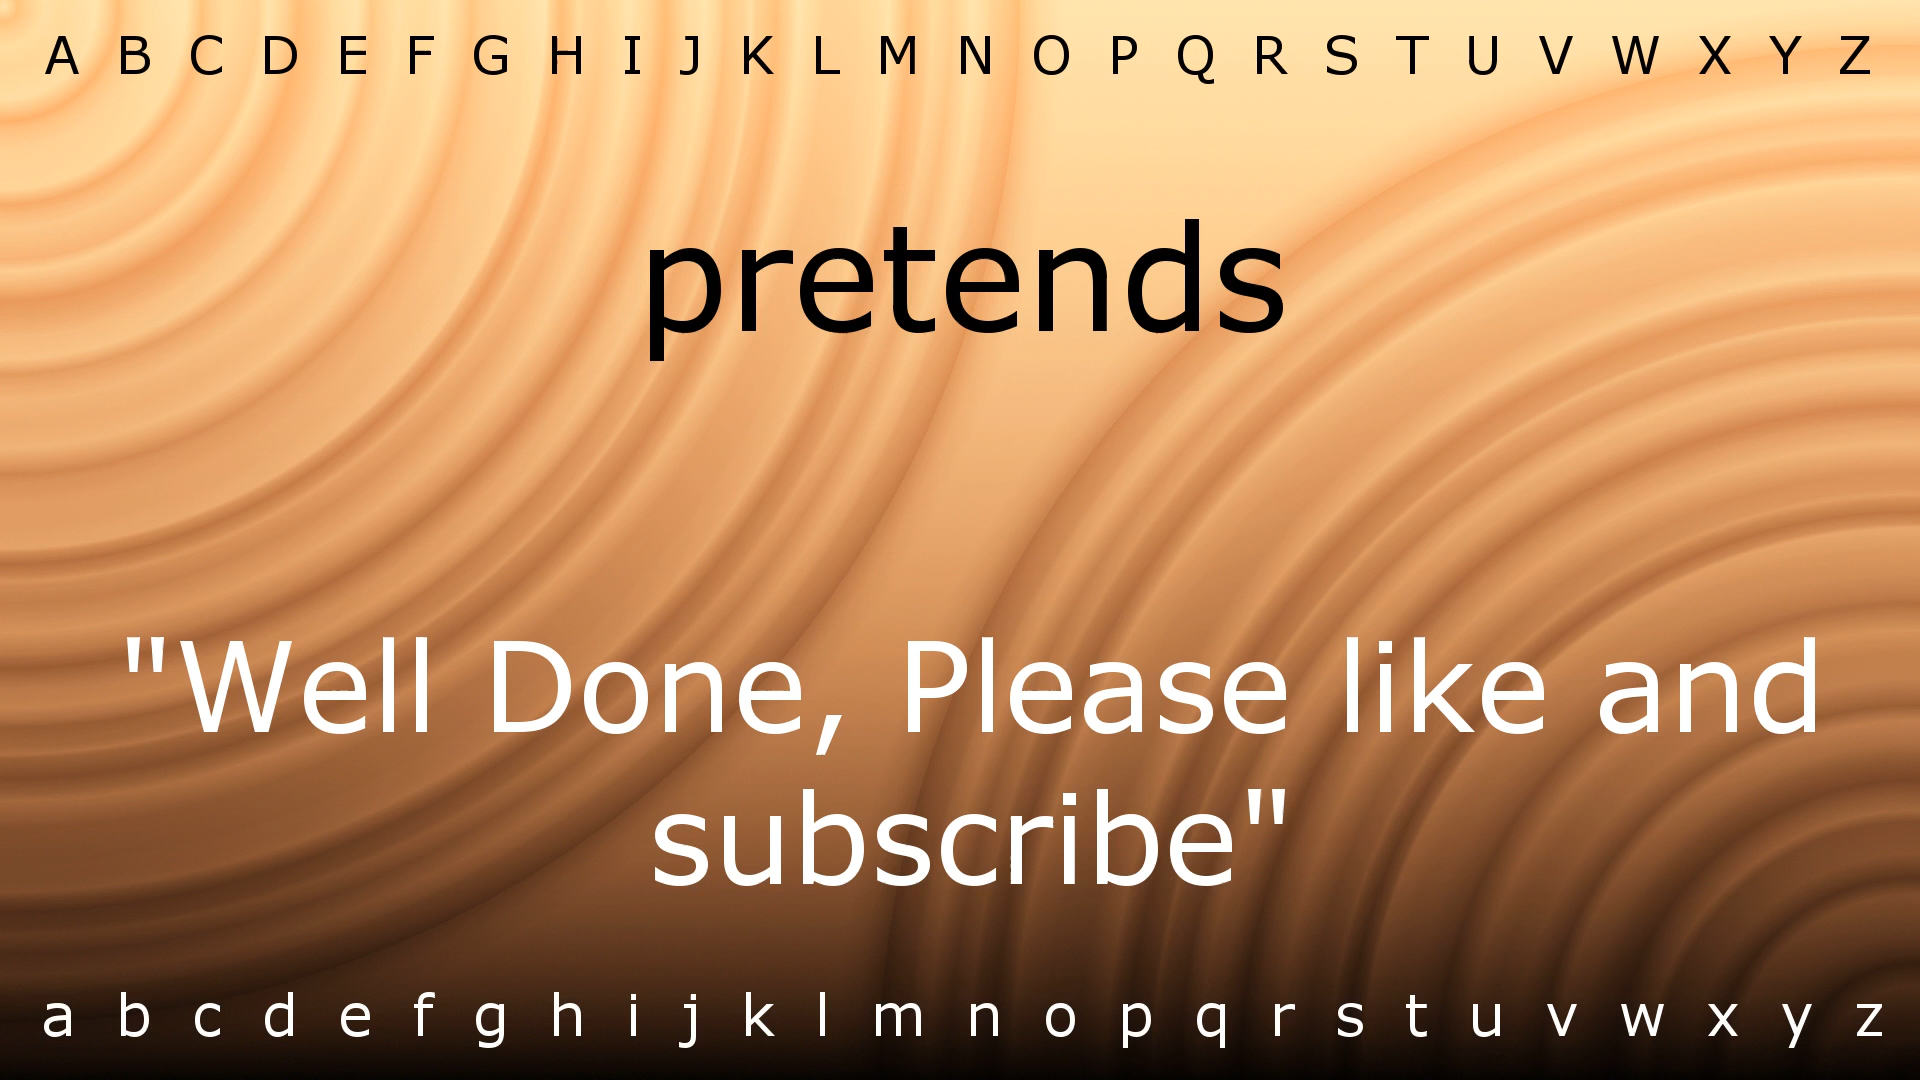 A B C D E F G H I J K L M N O P Q R S T U V W X Y Z
pretends
"Well Done, Please like and
subscribe"
a b c d e f g h i j k l m n o p q r s t u v w x y z